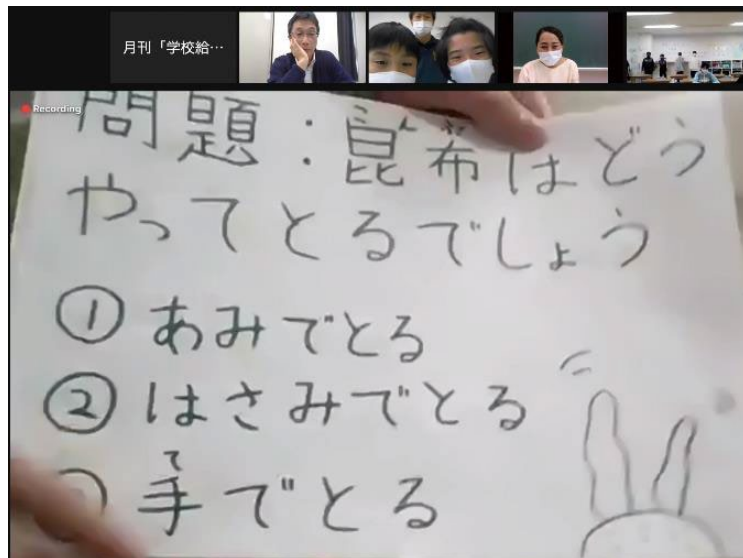 月刊「学校給…
Recording
問題：昆布はどう
やってとるでしょう
①あみでとる
②はさみでとる
手でとる